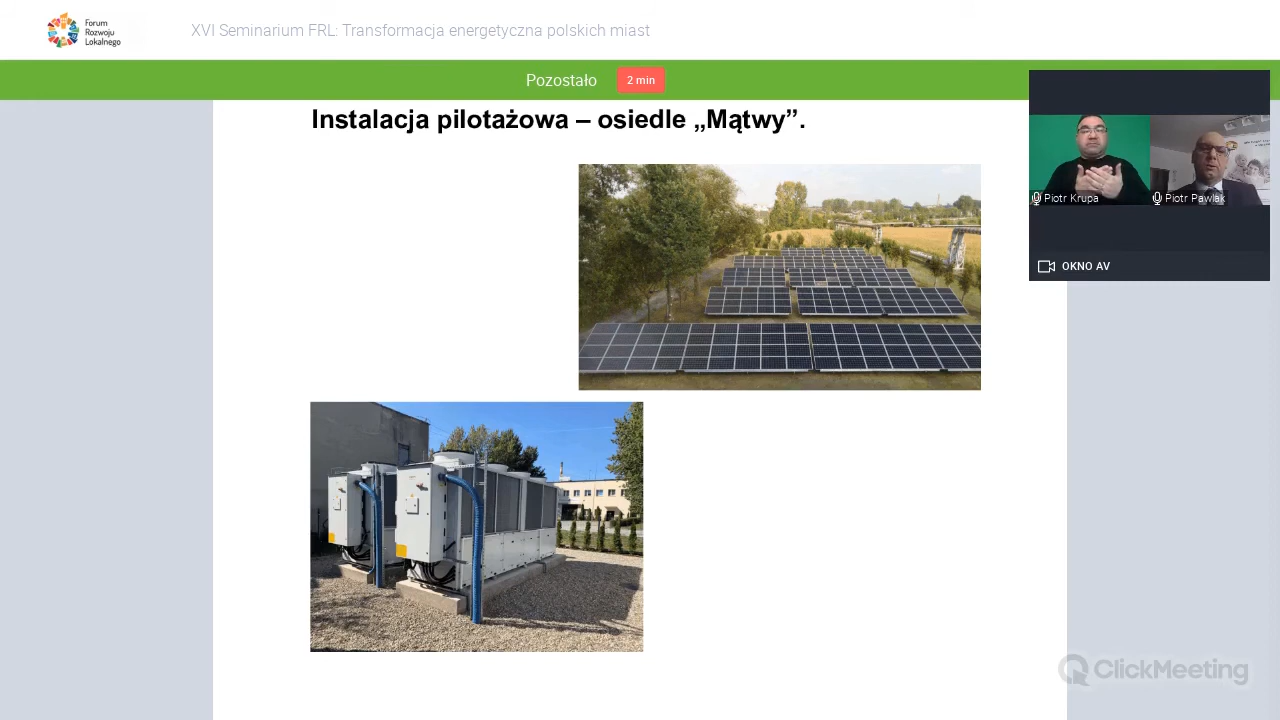 Forum
Rozwoju
Lokalnego
XVI Seminarium FRL: Transformacja energetyczna polskich miast
Pozostało 2 min
Instalacja pilotażowa – osiedle „Mątwy”.
Piotr Krupa
Piotr Pawlak
OKNO AV
ClickMeeting